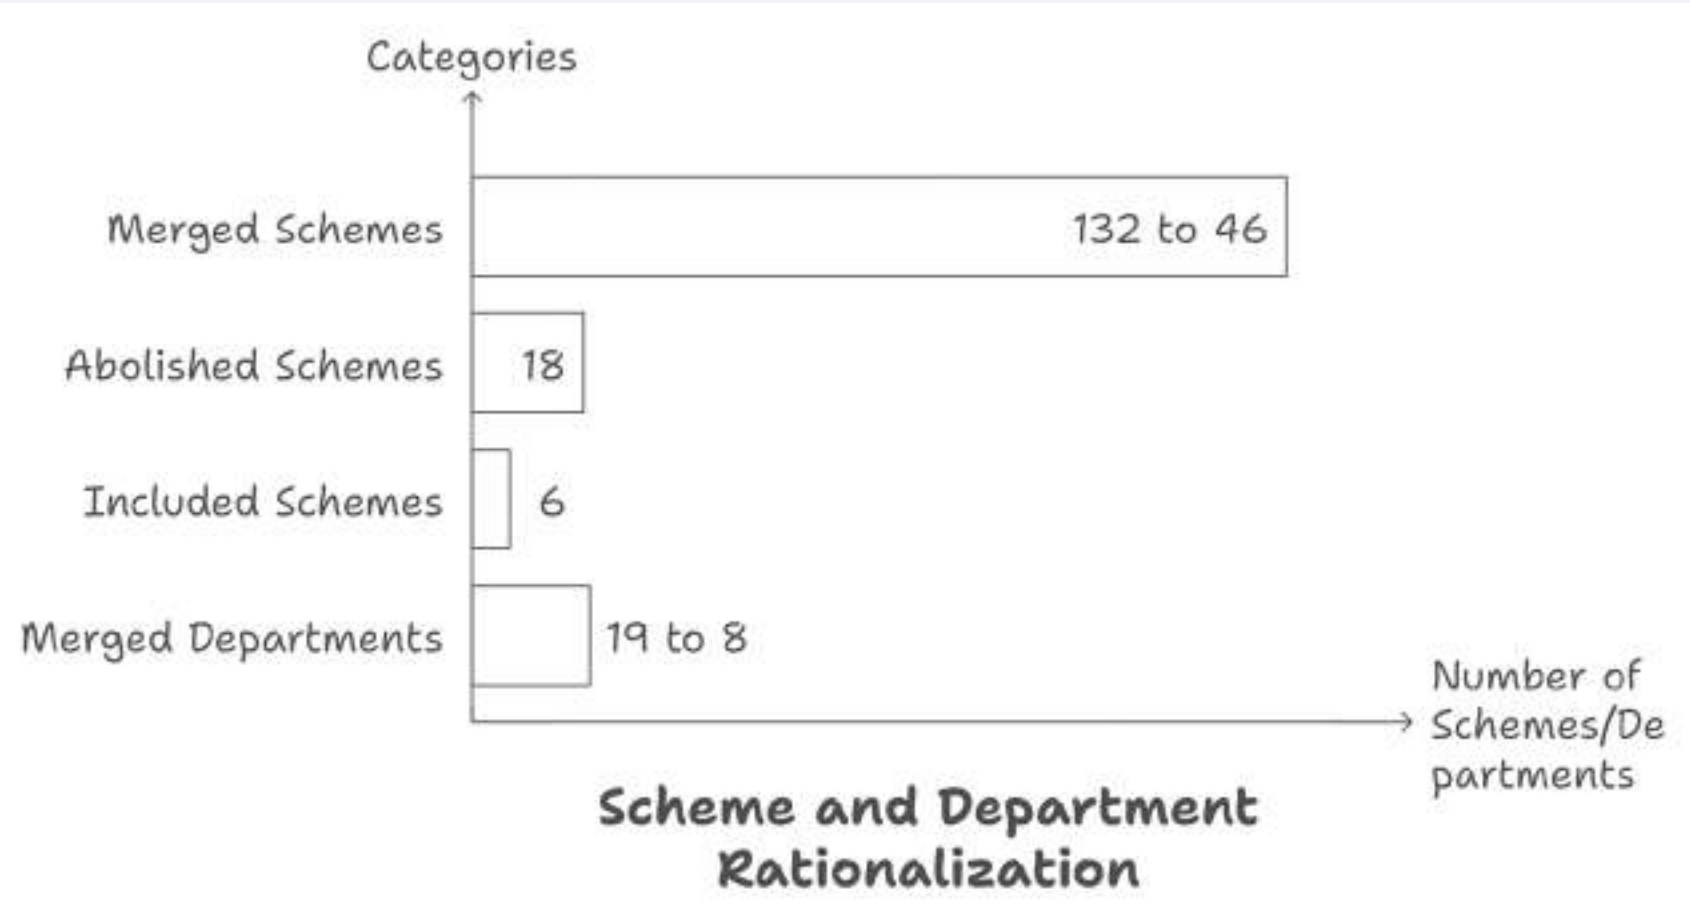 Categories
Merged Schemes
132 to 46
Abolished Schemes
18
Included Schemes
6
Merged Departments
19 to 8
Number of
Schemes/De
partments
Scheme and Department
Rationalization